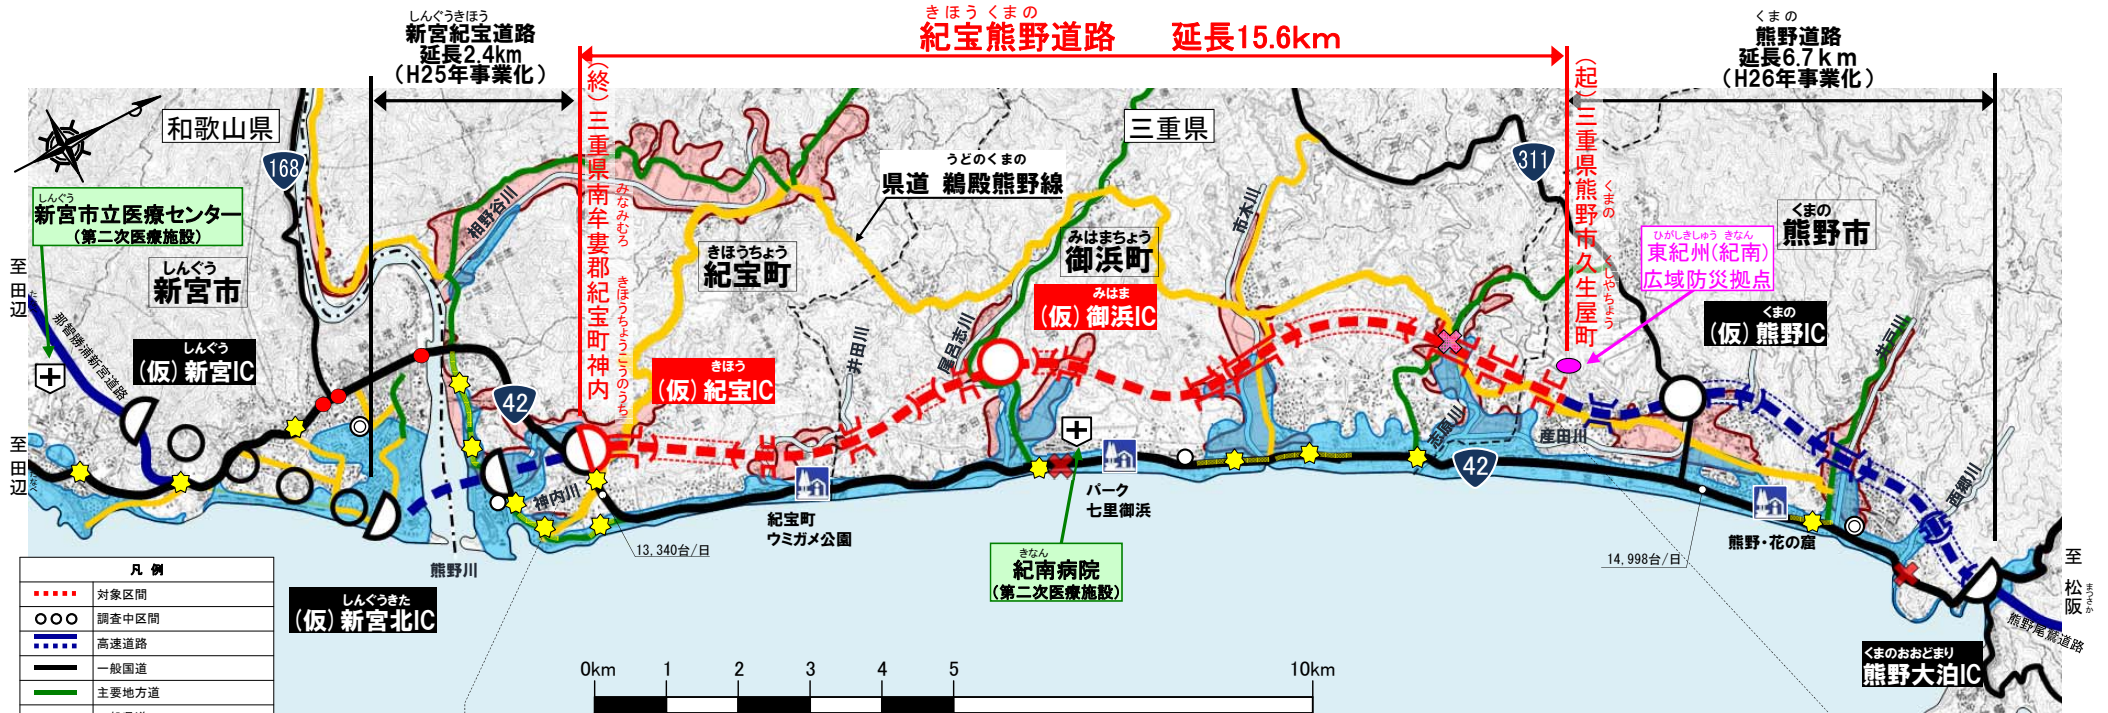 しんぐうきほう
新宮紀宝道路
延長2.4km
（H25年事業化）
きほうくまの
紀宝熊野道路　延長15.6km
くまの
熊野道路
延長6.7km
（H26年事業化）
和歌山県
三重県
168
311
42
42
しんぐう
新宮市立医療センター
（第二次医療施設）
しんぐう
新宮市
至 田辺
たなべ
至 田辺
たなべ
那智勝浦新宮道路
しんぐう
（仮）新宮IC
相野谷川
（終）三重県南牟婁郡紀宝町神内
みなみむろ
きほうちょうこうのうち
きほうちょう
紀宝町
うどのくまの
県道 鵜殿熊野線
みはまちょう
御浜町
みはま
（仮）御浜IC
きほう
（仮）紀宝IC
井田川
尾呂志川
市木川
志原川
産田川
（起）三重県熊野市久生屋町
くまの
くしやちょう
ひがしきしゅう きなん
東紀州(紀南)
広域防災拠点
くまの
熊野市
くまの
（仮）熊野IC
井戸川
西郷川
神内川
熊野川
13,340台/日
紀宝町
ウミガメ公園
パーク
七里御浜
きなん
紀南病院
（第二次医療施設）
14,998台/日
熊野・花の窟
至 松阪
まつさか
熊野尾鷲道路
くまのおおどまり
熊野大泊IC
しんぐうきた
（仮）新宮北IC
凡 例
対象区間
調査中区間
高速道路
一般国道
主要地方道
0km 1 2 3 4 5 10km